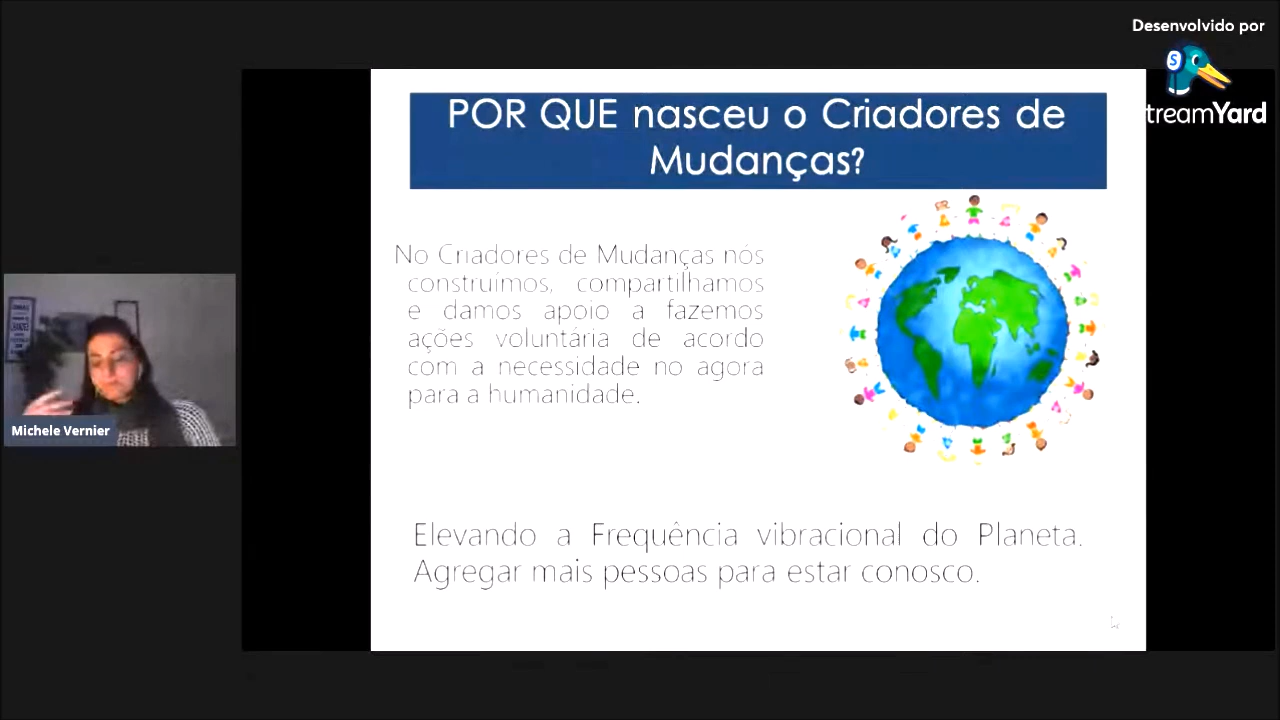 Desenvolvido por
treamYard
POR QUE nasceu o Criadores de
Mudanças?
No Criadores de Mudanças nós
construímos, compartilhamos
e damos apoio a fazemos
ações voluntária de acordo
com a necessidade no agora
para a humanidade.
Michele Vernier
Elevando a Frequência vibracional do Planeta.
Agregar mais pessoas para estar conosco.